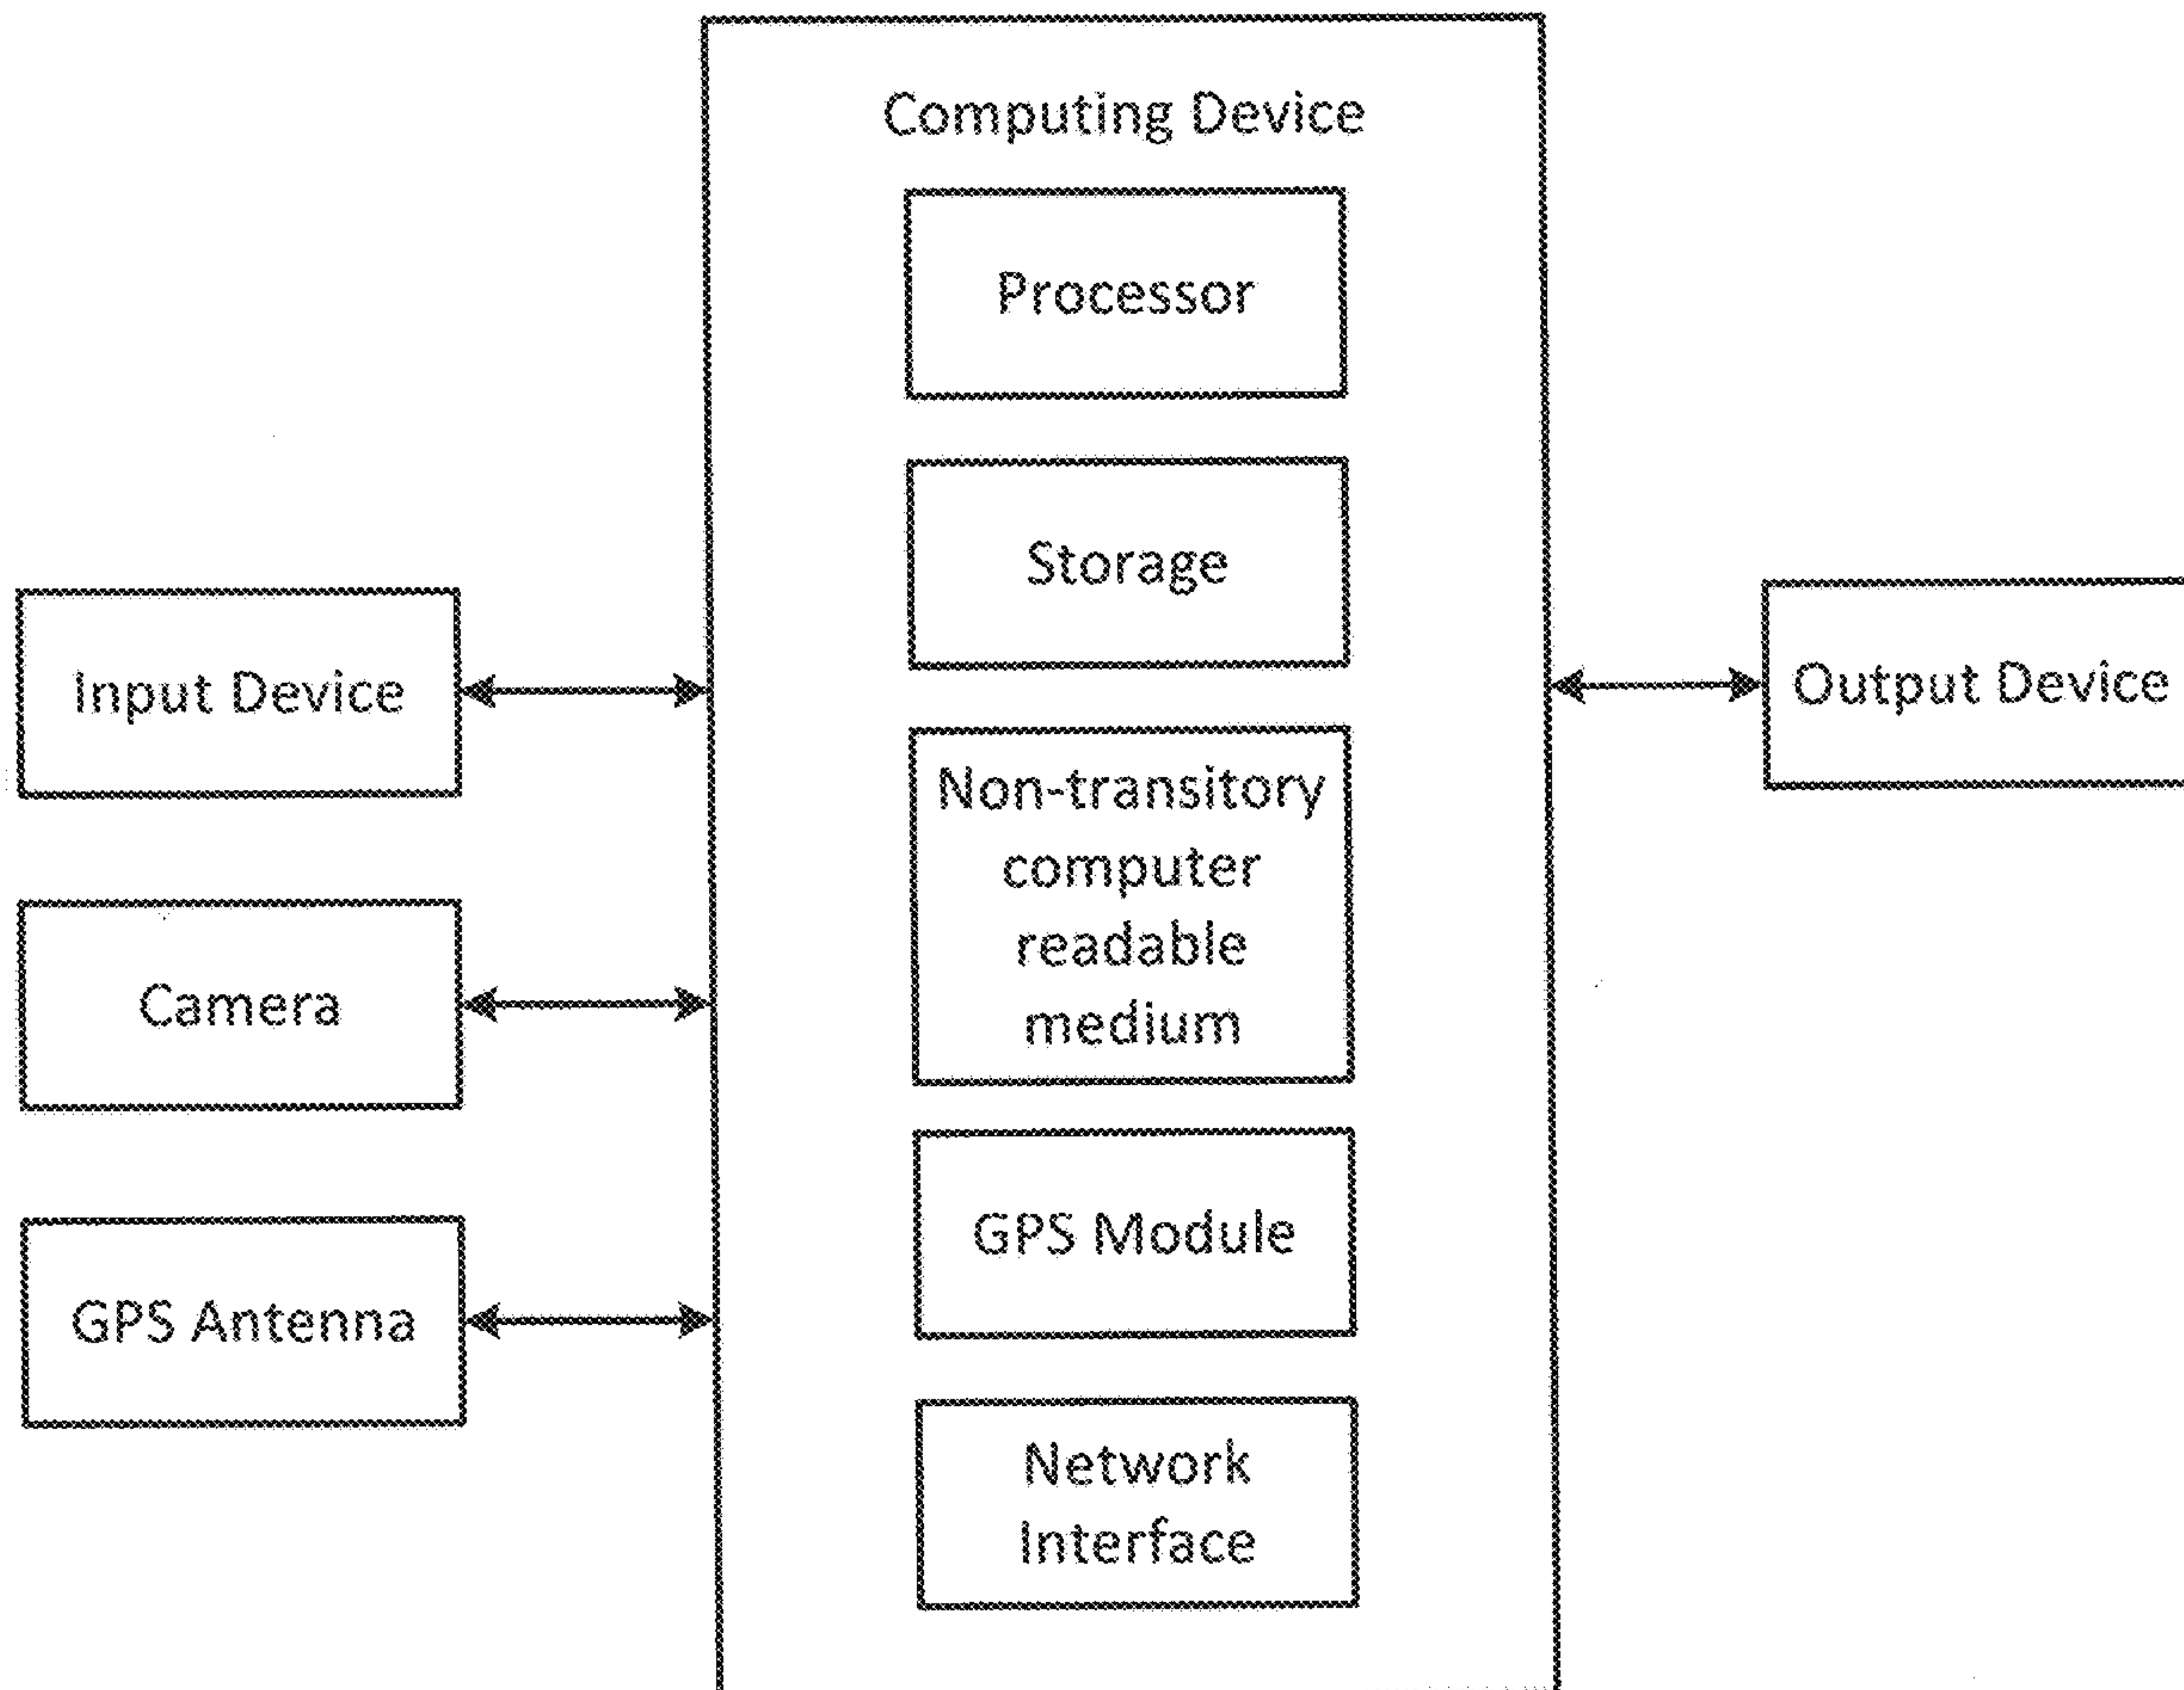 Computing Device
Processor
Storage
Input Device
Output Device
Non-transitory
computer
readable
medium
Camera
GPS Module
GPS Antenna
Network
Interface